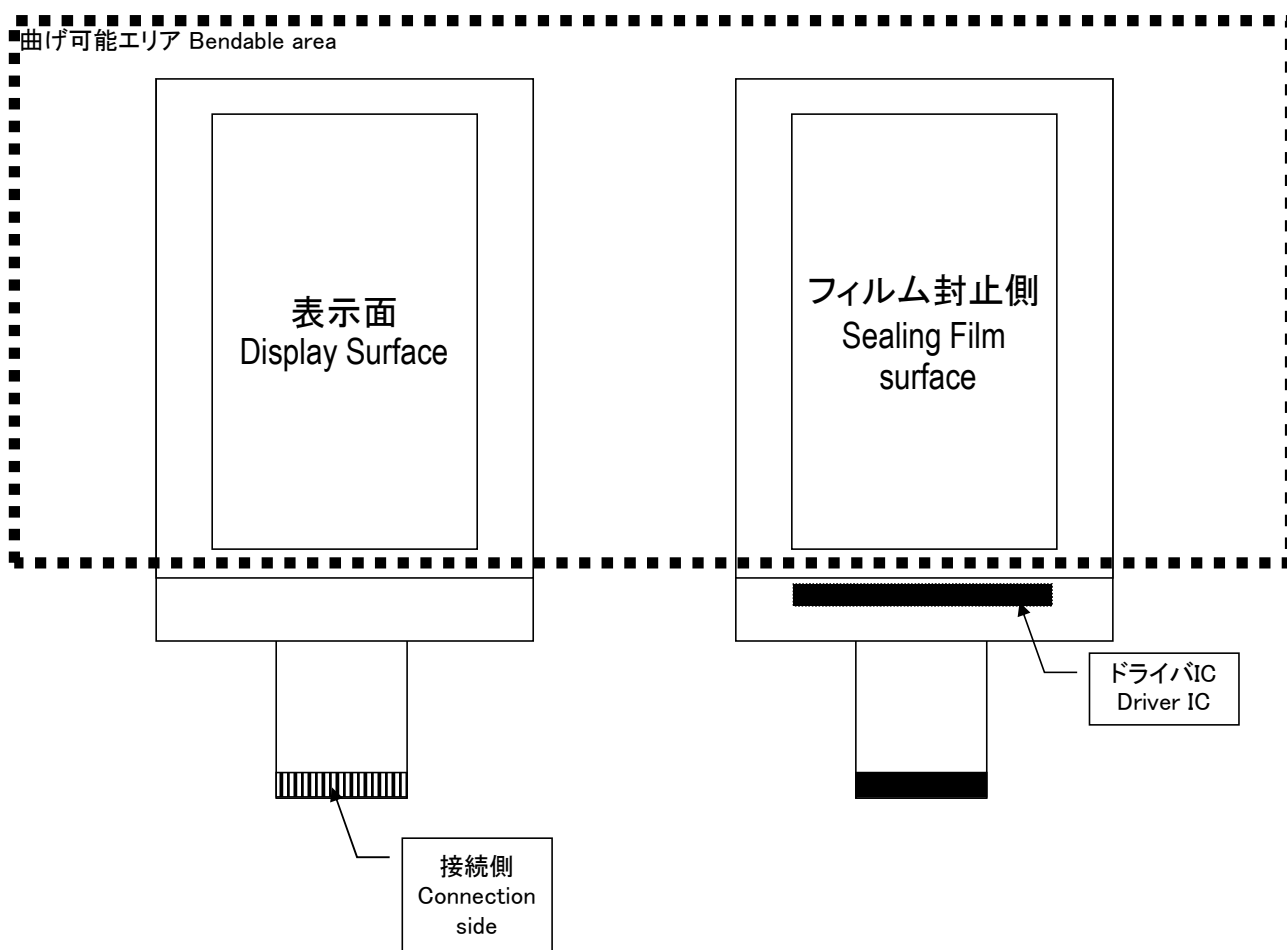 曲げ可能エリア Bendable area
表示面
Display Surface
フィルム封止側
Sealing Film
surface
ドライバIC
Driver IC
接続側
Connection
side